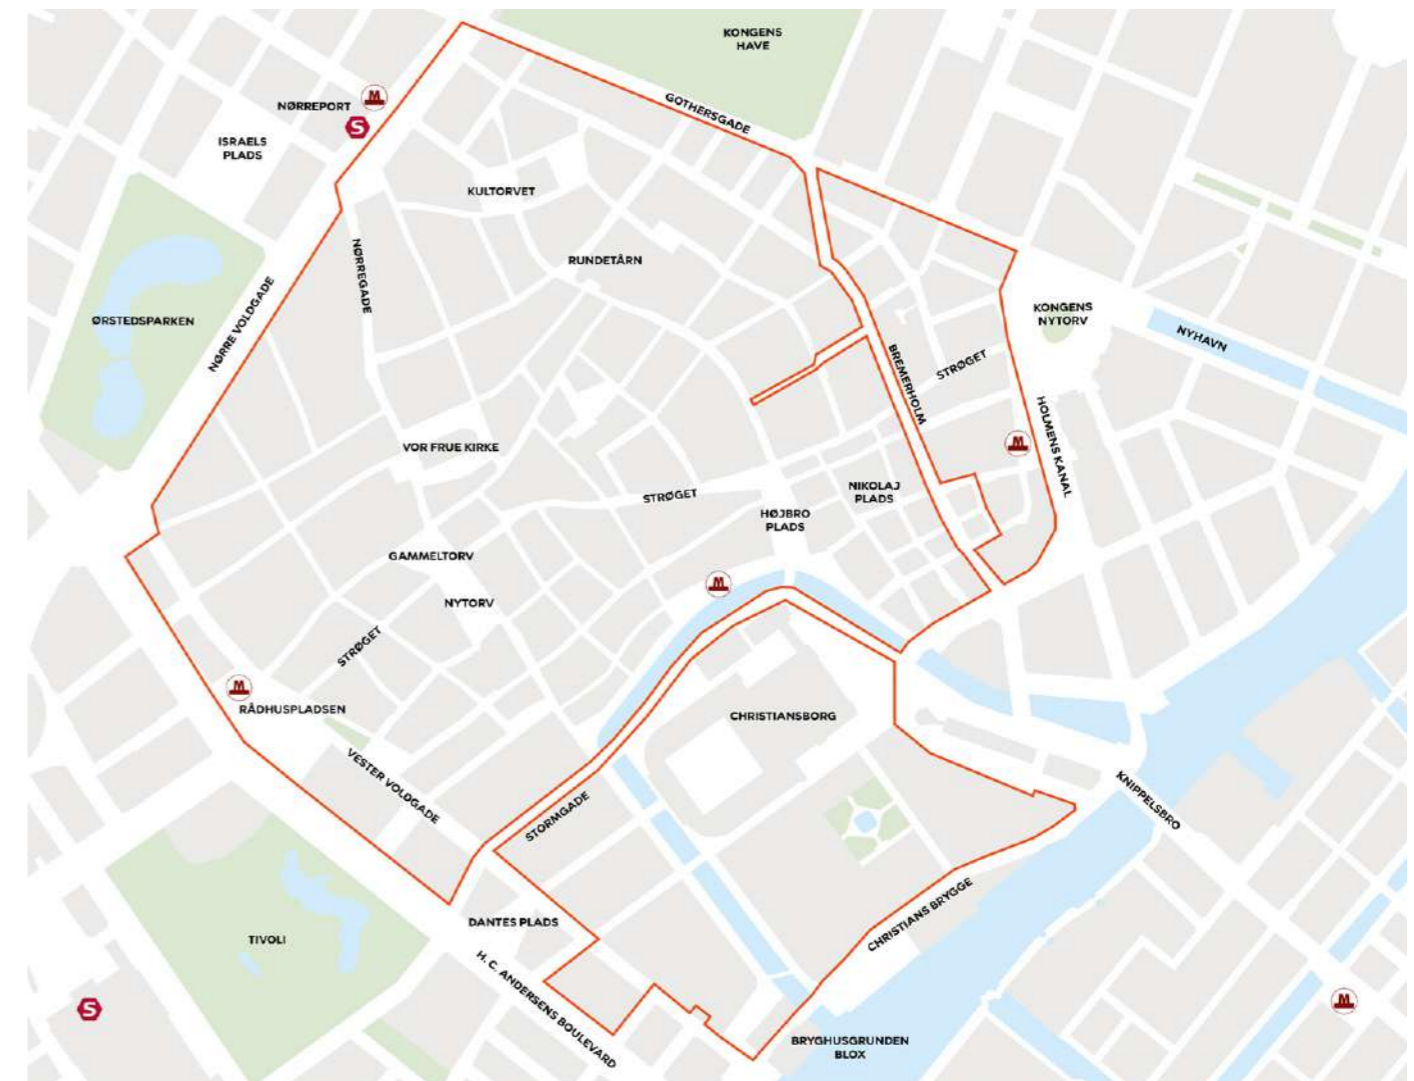 KONGENS
HAVE
NØRREPORT
M
S
GOTHERSGADE
ISRAELS
PLADS
KULTORVET
NØRREGADE
RUNDETÅRN
ØRSTEDSPARKEN
NØRRE VOLDGADE
KONGENS
NYTORV
NYHAVN
STRØGET
BREMERHOLM
HOLMENS KANAL
M
VOR FRUE KIRKE
STRØGET
NIKOLAJ
PLADS
HØJBRO
PLADS
GAMMELTORV
M
NYTORV
STRØGET
M
RÅDHUSPLADSEN
CHRISTIANSBORG
VESTER VOLDGADE
STORMGADE
KNIPPELSBRO
DANTES PLADS
CHRISTIANS BRYGGE
TIVOLI
H. C. ANDERSENS BOULEVARD
S
M
BRYGHUSGRUNDEN
BLOX